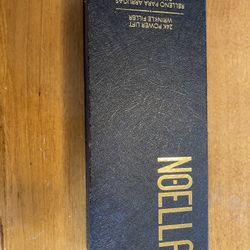 NOELLA
24K POWER LIFT
WRINKLE FILLER
RELLENO PARA ARRUGAS